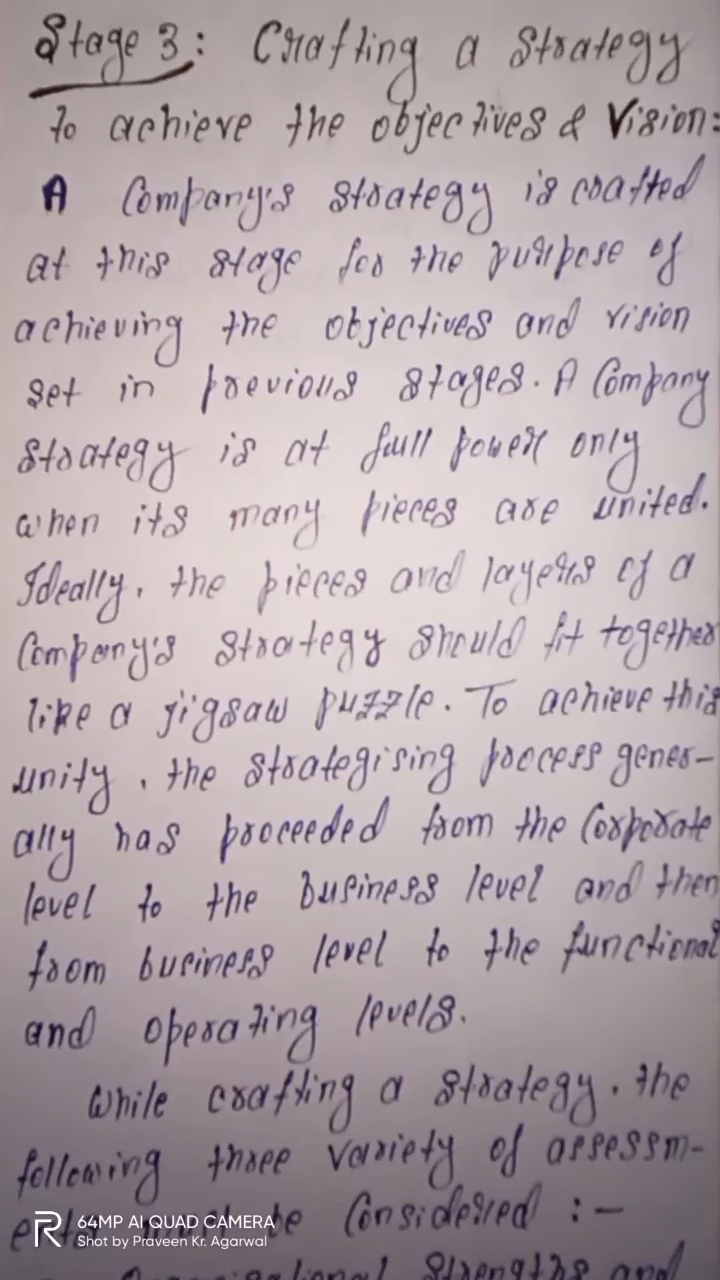 Stage 3: Crafting a Strategy
to achieve the objectives & Vision:
A Company's strategy is crafted
at this stage for the purpose of
achieving the objectives and vision
set in previous stages. A Company
strategy is at full power only
when its many pieces are united.
Ideally, the pieces and layers of a
Company's strategy should fit together
like a jigsaw puzzle. To achieve this
unity, the strategising process gener-
ally has proceeded from the Corporate
level to the business level and then
from business level to the functional
and operating levels.
While crafting a strategy, the
following three variety of assessm-
be Considered :-
64MP AI QUAD CAMERA
Shot by Praveen Kr. Agarwal
Strengths and